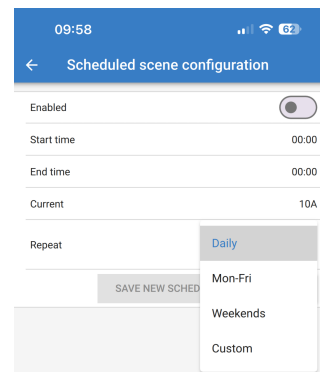 09:58
62
Scheduled scene configuration
Enabled
Start time 00:00
End time 00:00
Current 10A
Repeat
Daily
Mon-Fri
Weekends
Custom
SAVE NEW SCHED